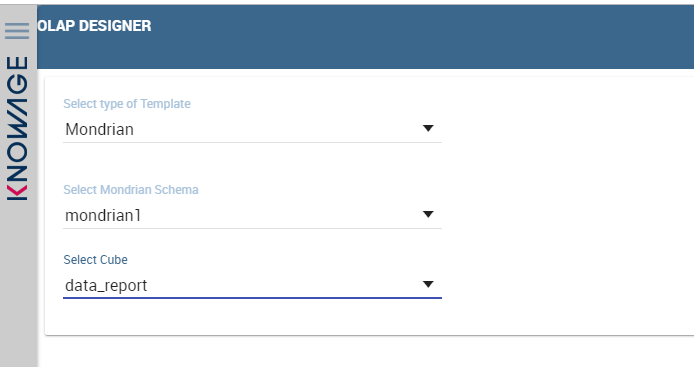 OLAP DESIGNER
KNOWAGE
Select type of Template
Mondrian
Select Mondrian Schema
mondrian1
Select Cube
data_report